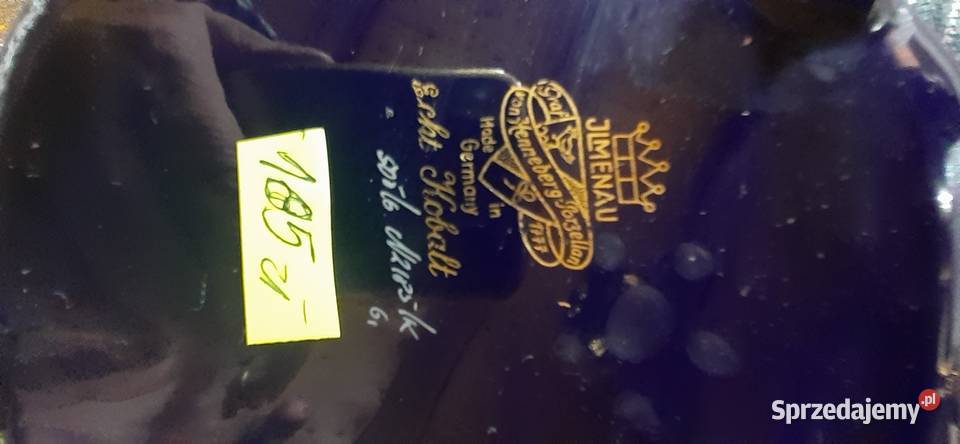 JLMENAU
Graf
von Henneberg Porzellan
1777
Made in
Germany
Echt Kobalt
185 zł -
Sprzedajemy.pl